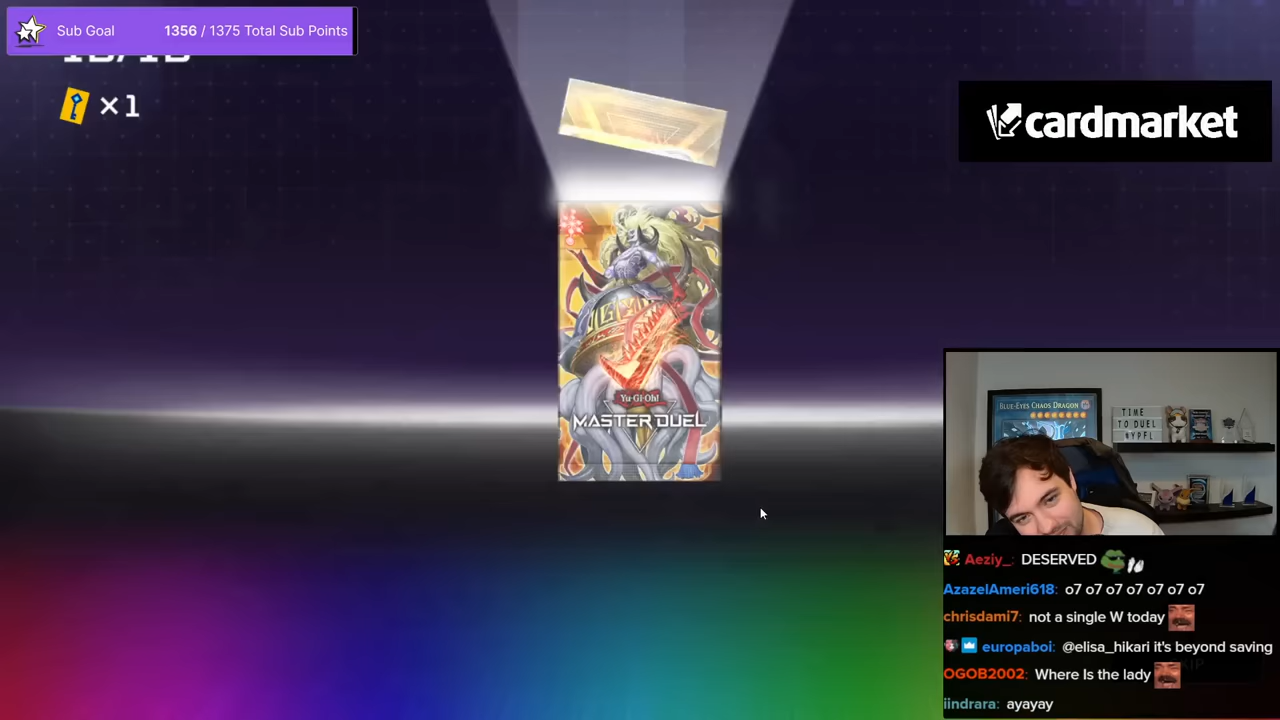 Sub Goal 1356 / 1375 Total Sub Points
×1
cardmarket
Yu-Gi-Oh!
MASTER DUEL
BLUE-EYES CHAOS DRAGON
TIME
TO DUEL
Aeziy_: DESERVED
AzazelAmeri618: o7 o7 o7 o7 o7 o7 o7
chrisdami7: not a single W today
europaboi: @elisa_hikari it's beyond saving
OGOB2002: Where Is the lady
iindrara: ayayay